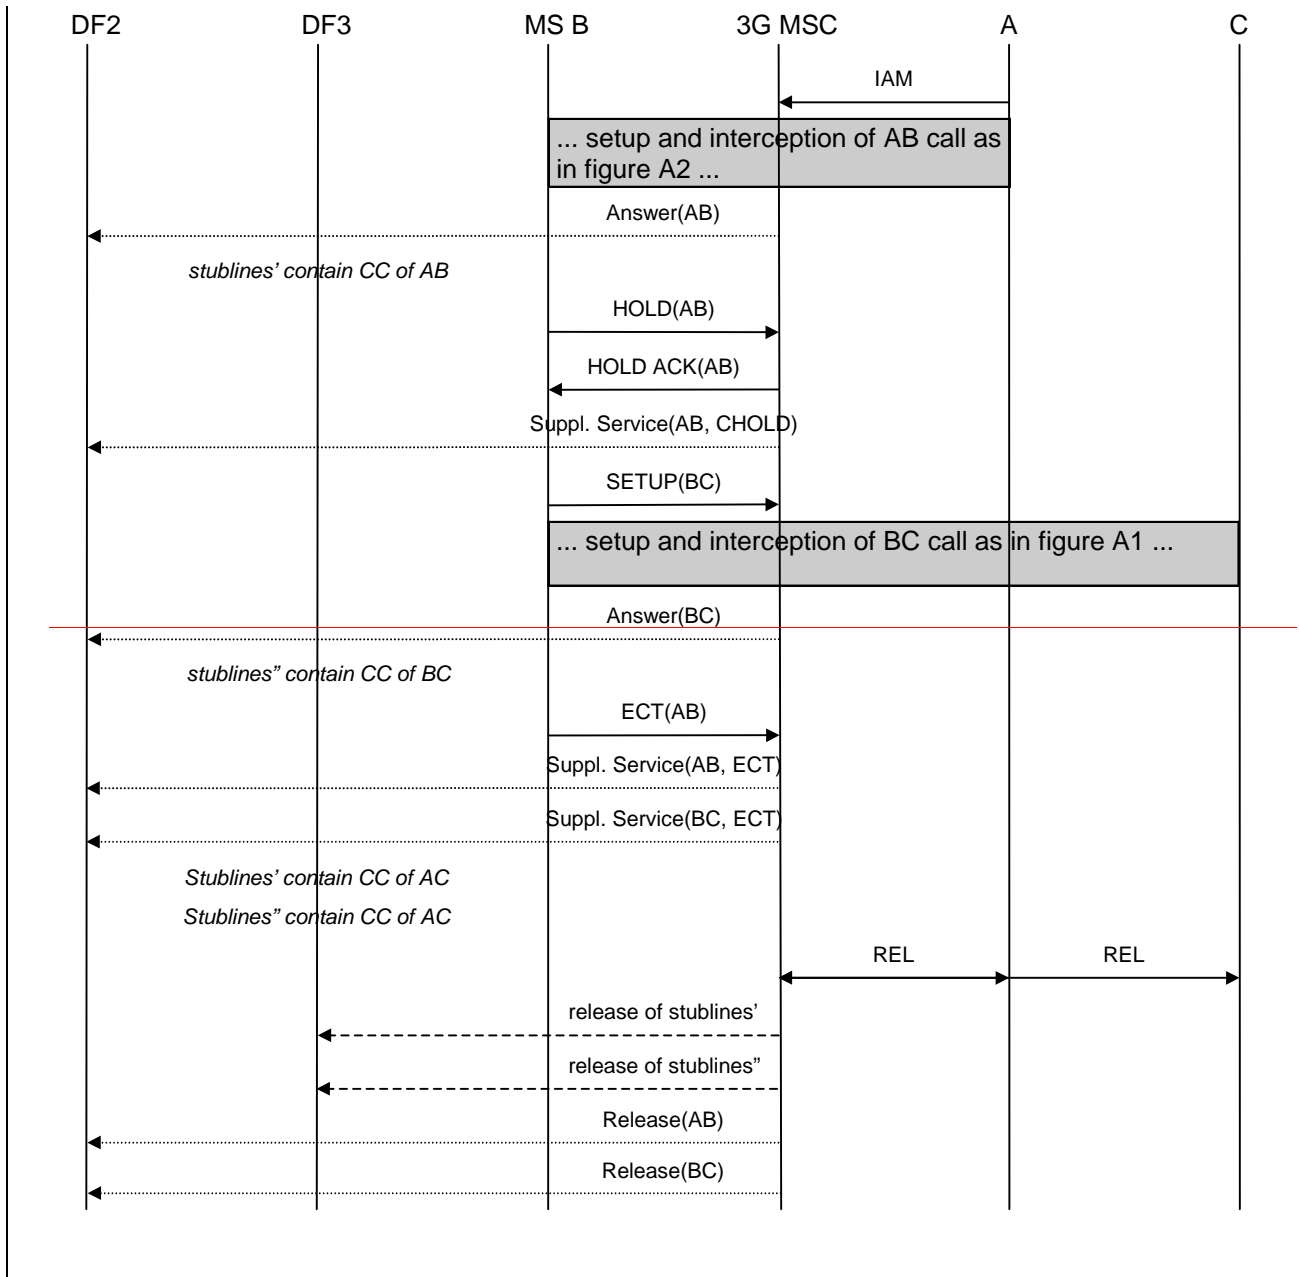 DF2 DF3 MS B 3G MSC A C
IAM
... setup and interception of AB call as
in figure A2 ...
Answer(AB)
stublines’ contain CC of AB
HOLD(AB)
HOLD ACK(AB)
Suppl. Service(AB, CHOLD)
SETUP(BC)
... setup and interception of BC call as in figure A1 ...
Answer(BC)
stublines” contain CC of BC
ECT(AB)
Suppl. Service(AB, ECT)
Suppl. Service(BC, ECT)
Stublines’ contain CC of AC
Stublines” contain CC of AC
REL REL
release of stublines’
release of stublines”
Release(AB)
Release(BC)